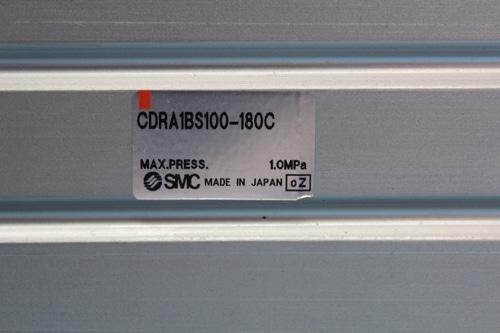 CDRA1BS100-180C
MAX.PRESS. 1.0MPa
SMC MADE IN JAPAN oZ